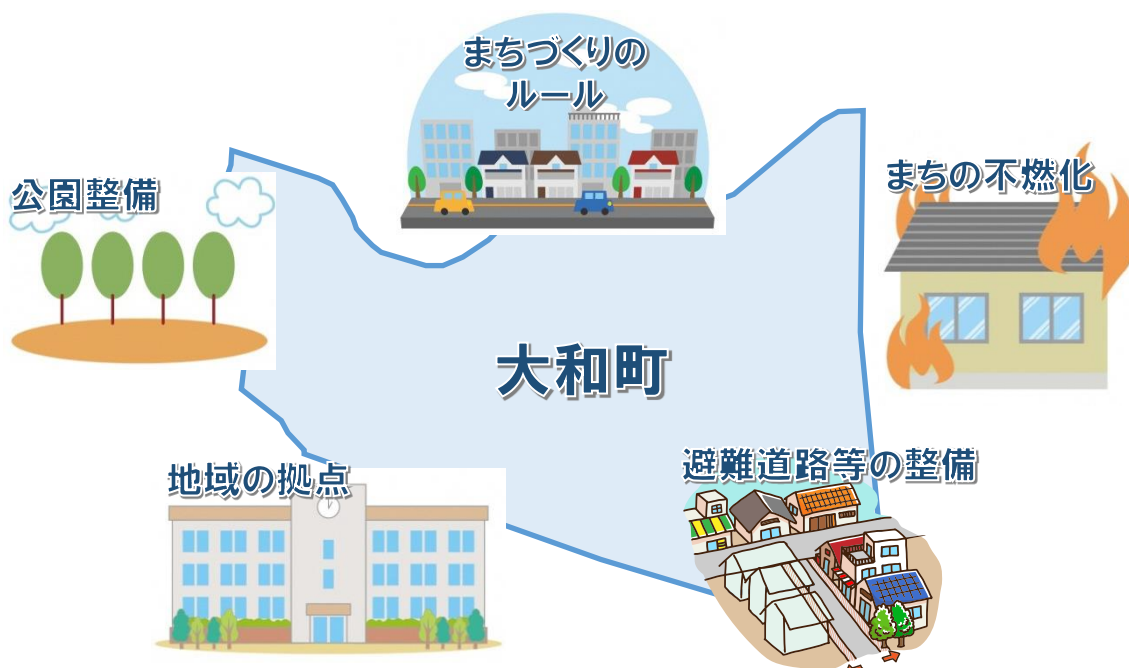 まちづくりの
ルール
公園整備
まちの不燃化
大和町
地域の拠点
避難道路等の整備